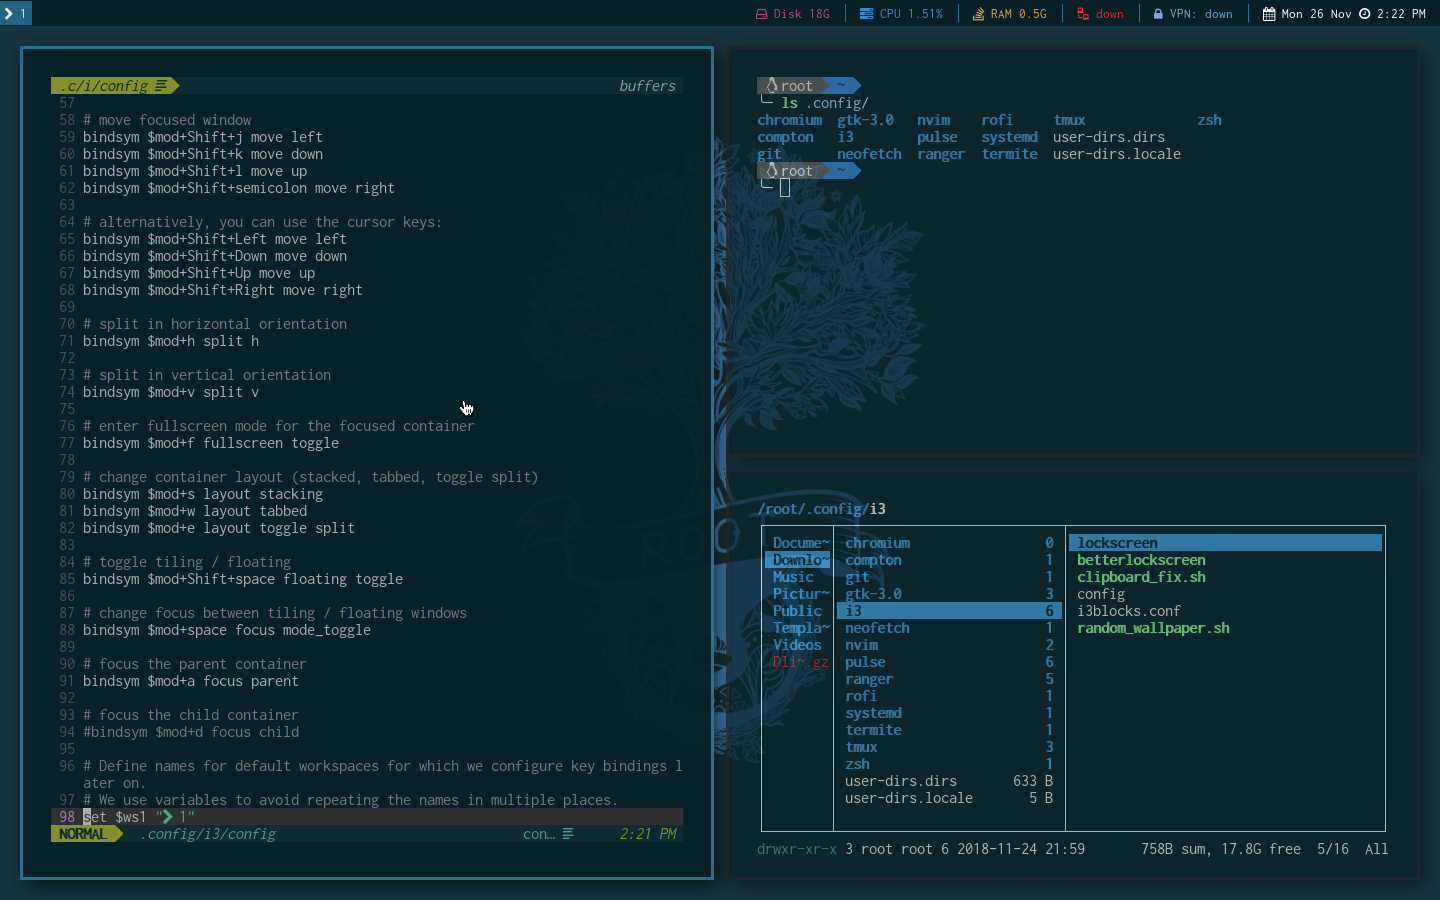 1 Disk 18G CPU 1.51% RAM 0.5G down VPN: down Mon 26 Nov 2:22 PM
.c/i/config buffers
57
58 # move focused window
59 bindsym $mod+Shift+j move left
60 bindsym $mod+Shift+k move down
61 bindsym $mod+Shift+l move up
62 bindsym $mod+Shift+semicolon move right
63
64 # alternatively, you can use the cursor keys:
65 bindsym $mod+Shift+Left move left
66 bindsym $mod+Shift+Down move down
67 bindsym $mod+Shift+Up move up
68 bindsym $mod+Shift+Right move right
69
70 # split in horizontal orientation
71 bindsym $mod+h split h
72
73 # split in vertical orientation
74 bindsym $mod+v split v
75
76 # enter fullscreen mode for the focused container
77 bindsym $mod+f fullscreen toggle
78
79 # change container layout (stacked, tabbed, toggle split)
80 bindsym $mod+s layout stacking
81 bindsym $mod+w layout tabbed
82 bindsym $mod+e layout toggle split
83
84 # toggle tiling / floating
85 bindsym $mod+Shift+space floating toggle
86
87 # change focus between tiling / floating windows
88 bindsym $mod+space focus mode_toggle
89
90 # focus the parent container
91 bindsym $mod+a focus parent
92
93 # focus the child container
94 #bindsym $mod+d focus child
95
96 # Define names for default workspaces for which we configure key bindings l
ater on.
97 # We use variables to avoid repeating the names in multiple places.
98 set $ws1 "❯ 1"
NORMAL .config/i3/config con… 2:21 PM
root ~
ls .config/
chromium gtk-3.0 nvim rofi tmux zsh
compton i3 pulse systemd user-dirs.dirs
git neofetch ranger termite user-dirs.locale
root ~
ROOT
/root/.config/i3
Docume~ chromium 0 lockscreen
Downlo~ compton 1 betterlockscreen
Music git 1 clipboard_fix.sh
Pictur~ gtk-3.0 3 config
Public i3 6 i3blocks.conf
Templa~ neofetch 1 random_wallpaper.sh
Videos nvim 2
Dli~.gz pulse 6
ranger 5
rofi 1
systemd 1
termite 1
tmux 3
zsh 1
user-dirs.dirs 633 B
user-dirs.locale 5 B
drwxr-xr-x 3 root root 6 2018-11-24 21:59 758B sum, 17.8G free 5/16 All